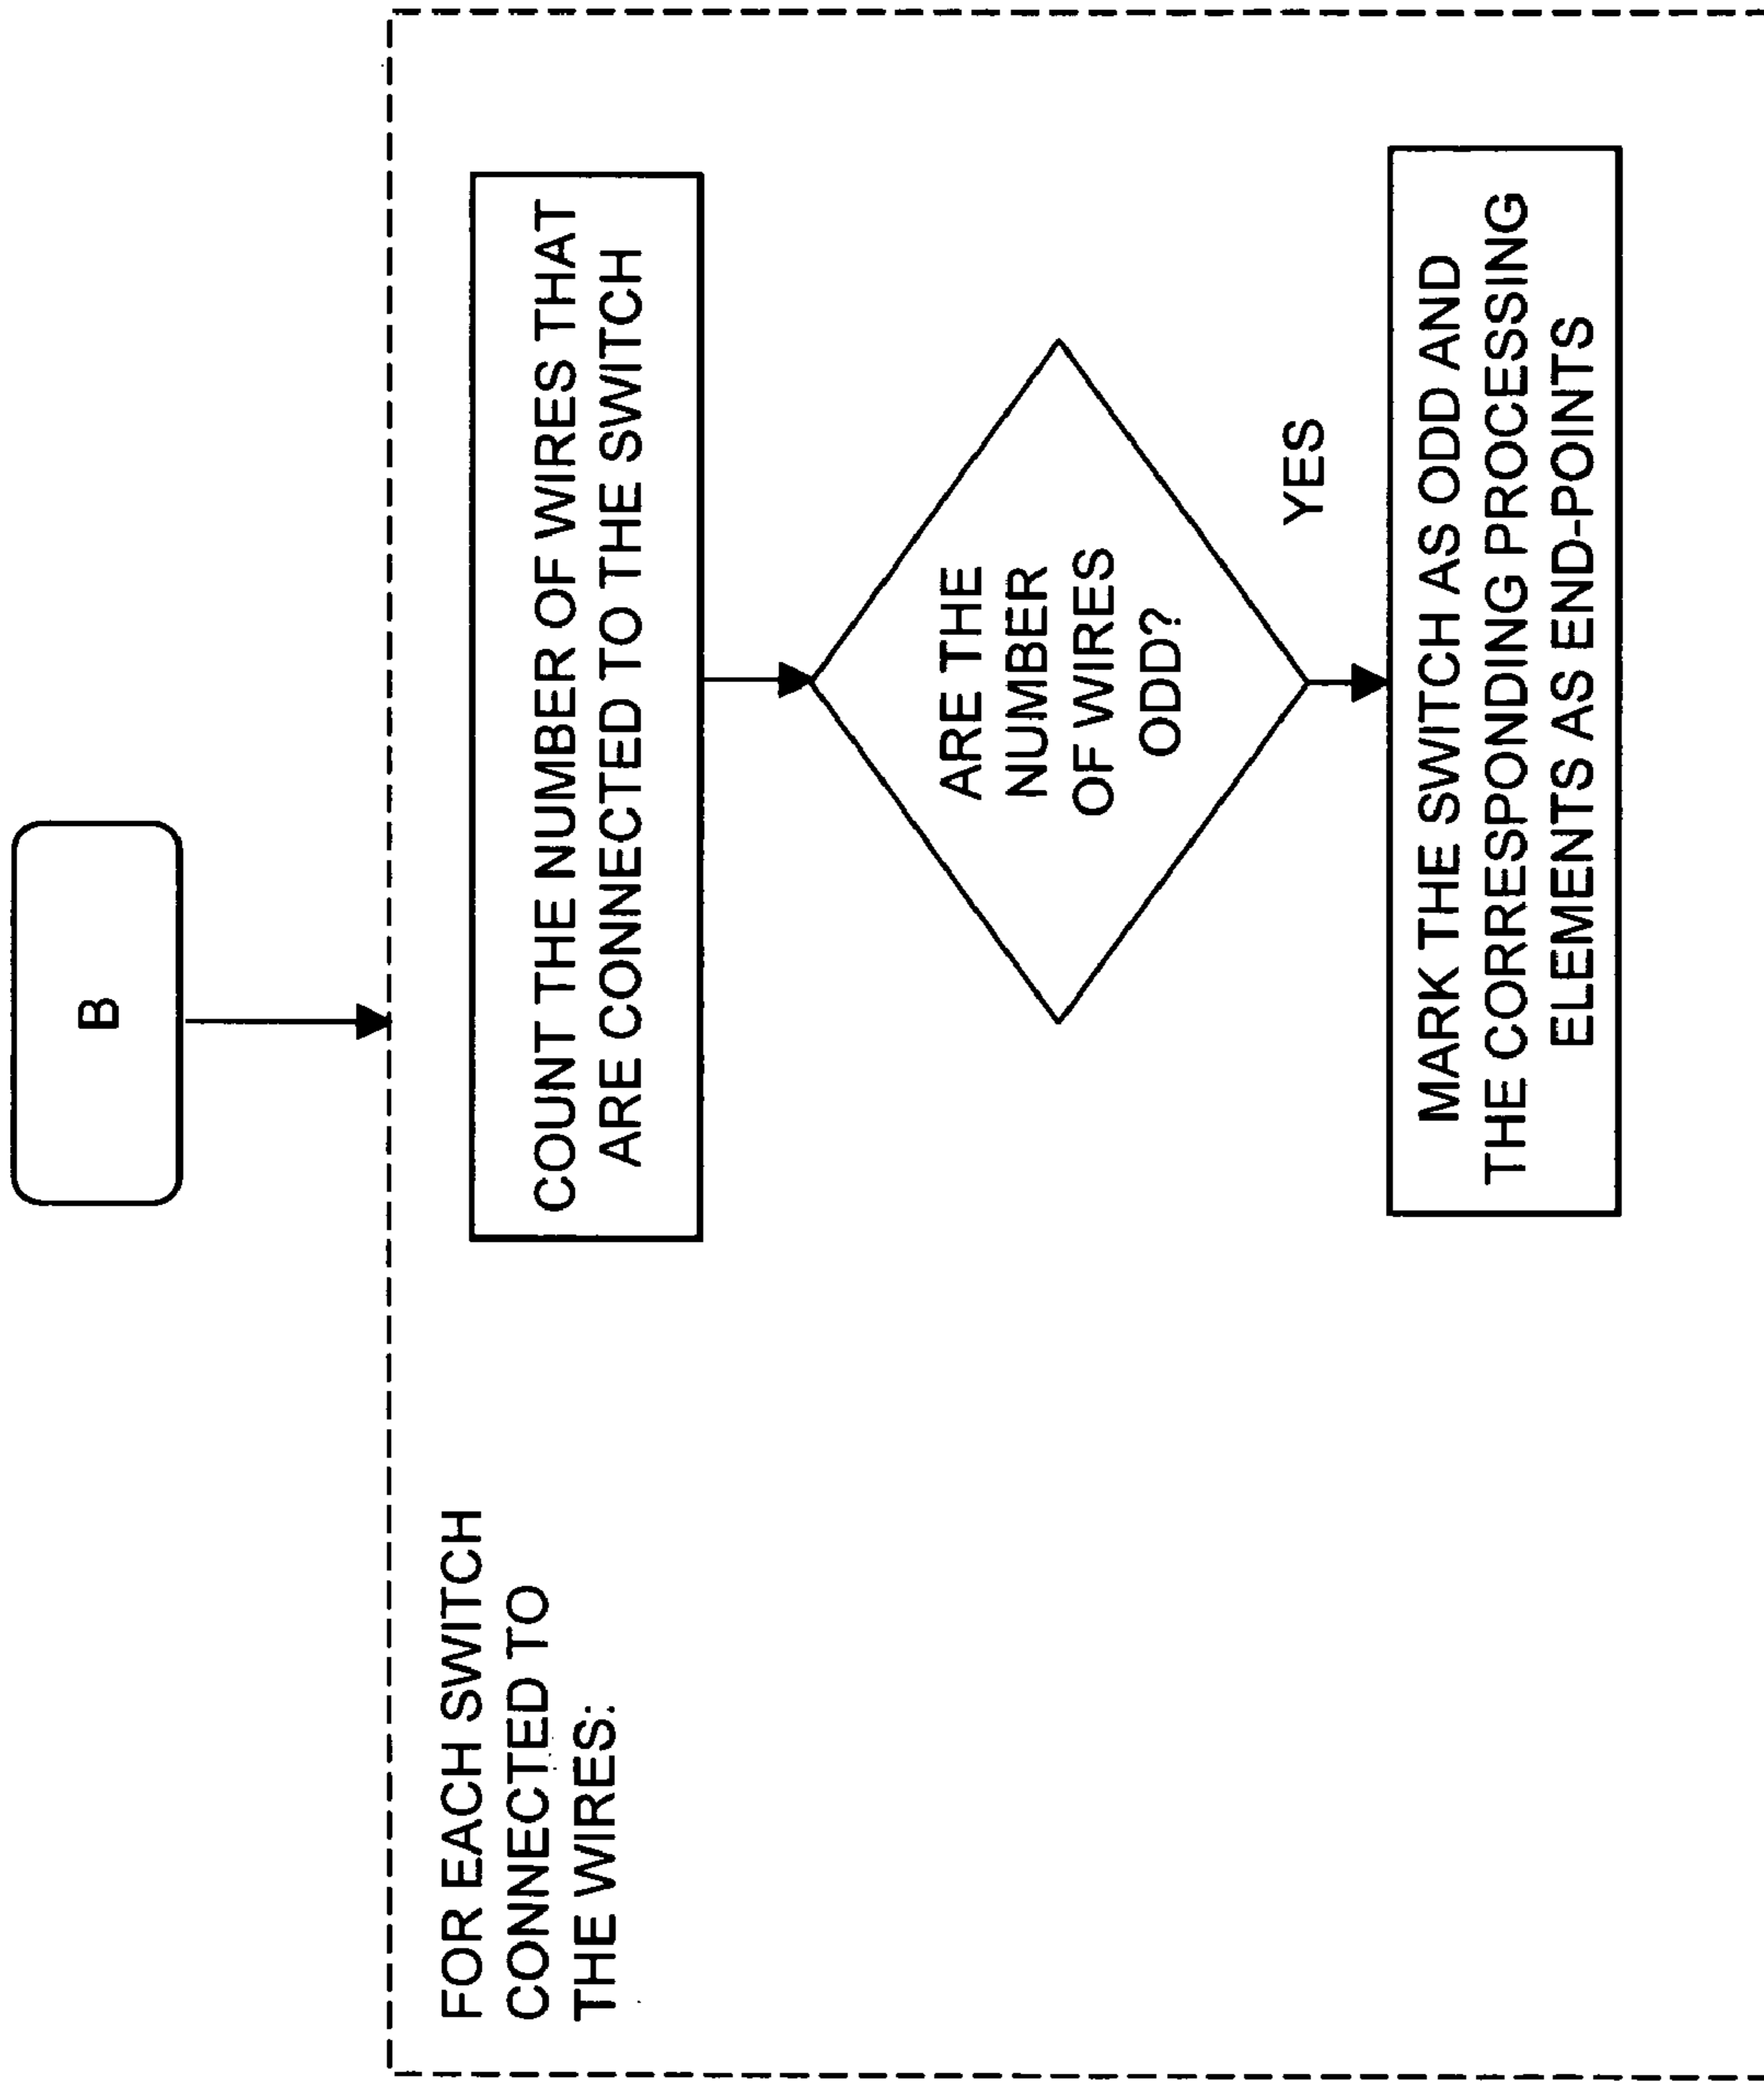 B
FOR EACH SWITCH
CONNECTED TO
THE WIRES:
COUNT THE NUMBER OF WIRES THAT
ARE CONNECTED TO THE SWITCH
ARE THE
NUMBER
OF WIRES
ODD?
YES
MARK THE SWITCH AS ODD AND
THE CORRESPONDING PROCESSING
ELEMENTS AS END-POINTS